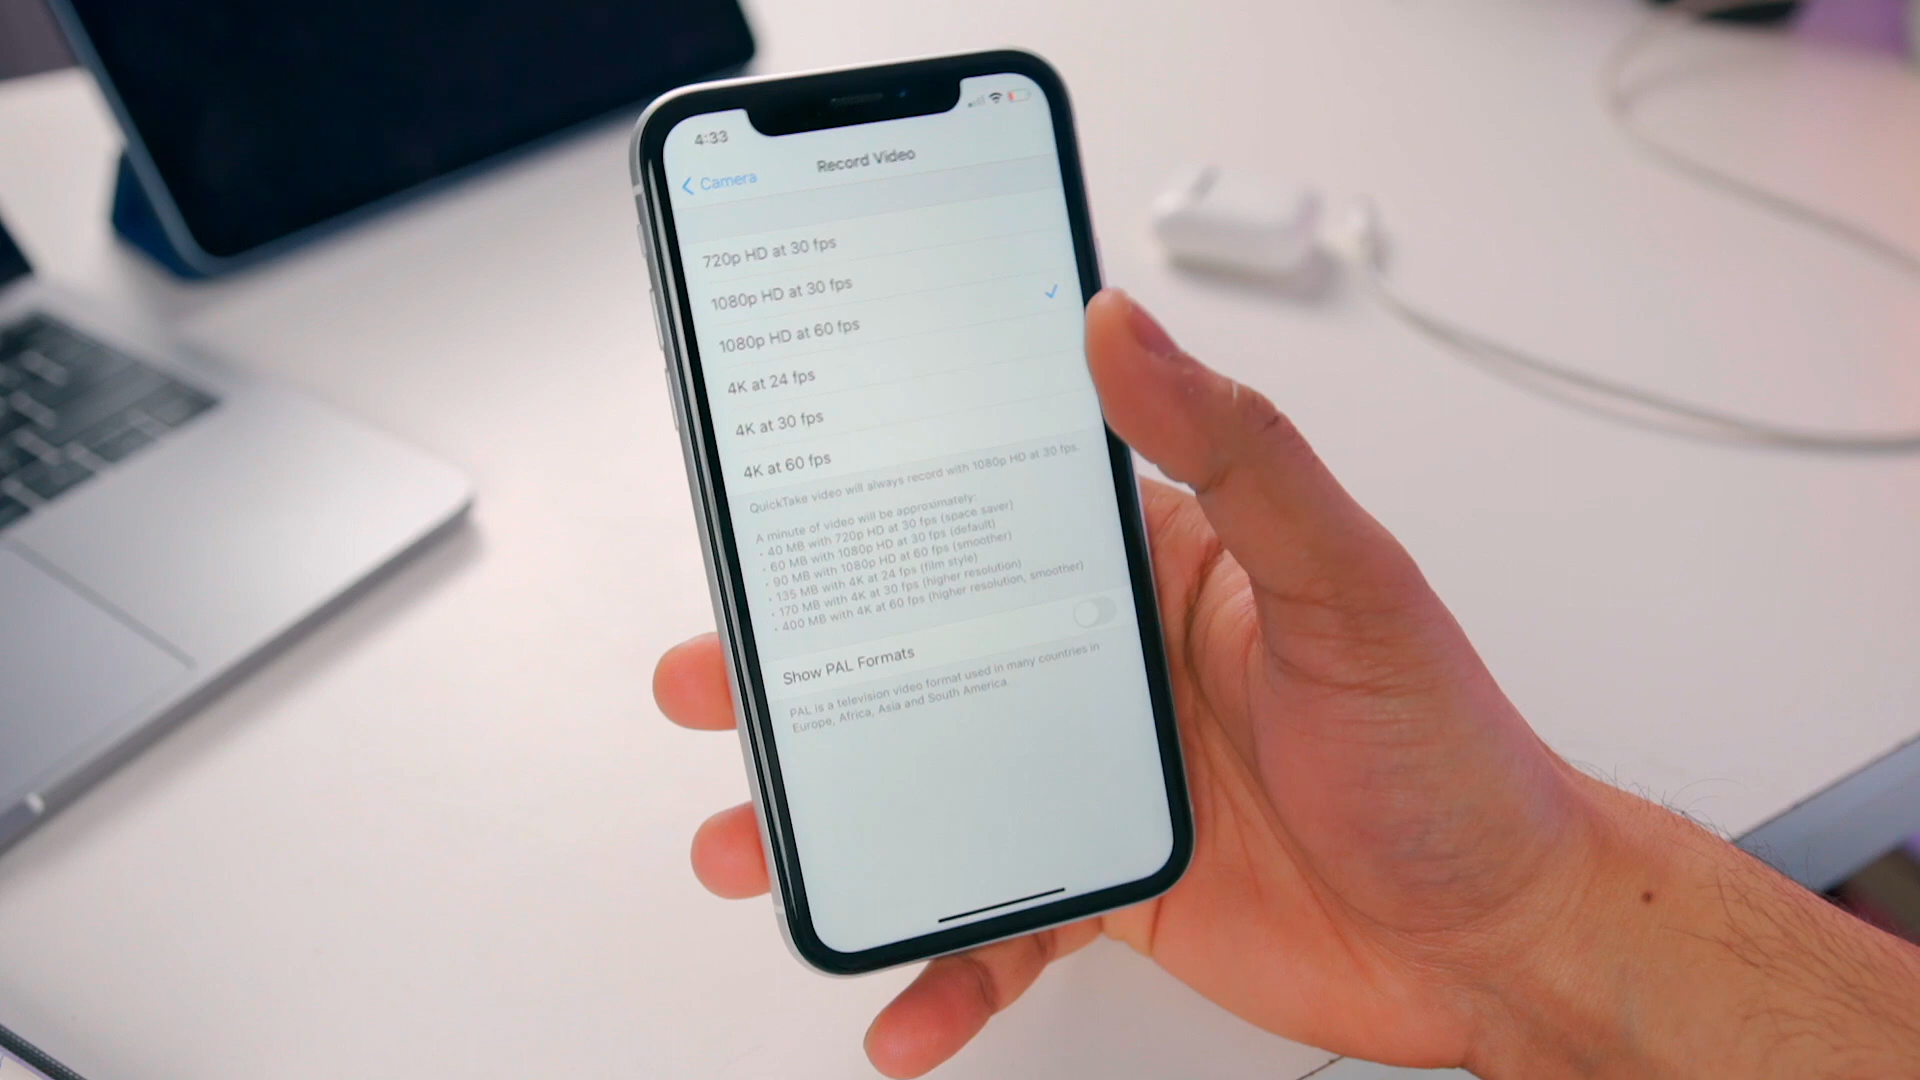 4:33
Camera
Record Video
720p HD at 30 fps
1080p HD at 30 fps
1080p HD at 60 fps
4K at 24 fps
4K at 30 fps
4K at 60 fps
QuickTake video will always record with 1080p HD at 30 fps.
A minute of video will be approximately:
• 40 MB with 720p HD at 30 fps (space saver)
• 60 MB with 1080p HD at 30 fps (default)
• 90 MB with 1080p HD at 60 fps (smoother)
• 135 MB with 4K at 24 fps (film style)
• 170 MB with 4K at 30 fps (higher resolution)
• 400 MB with 4K at 60 fps (higher resolution, smoother)
Show PAL Formats
PAL is a television video format used in many countries in
Europe, Africa, Asia and South America.